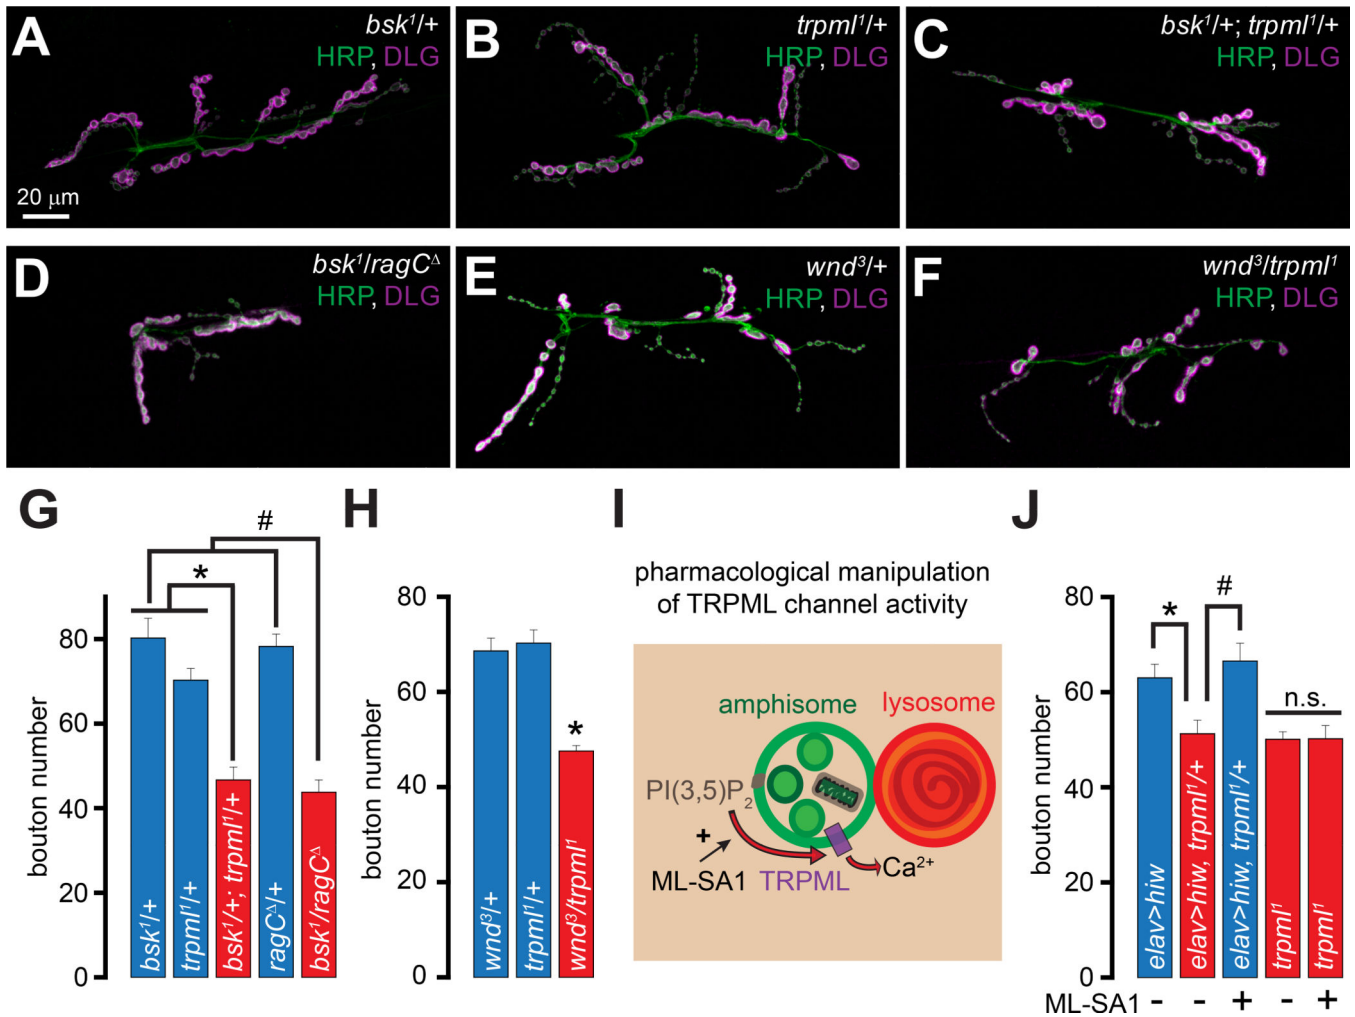 A
bsk¹/+
HRP, DLG
20 μm
B
trpml¹/+
HRP, DLG
C
bsk¹/+; trpml¹/+
HRP, DLG
D
bsk¹/ragC^Δ
HRP, DLG
E
wnd³/+
HRP, DLG
F
wnd³/trpml¹
HRP, DLG
G
#
*
bouton number
80
60
40
20
0
bsk¹/+
trpml¹/+
bsk¹/+; trpml¹/+
ragC^Δ/+
bsk¹/ragC^Δ
H
bouton number
80
60
40
20
0
*
wnd³/+
trpml¹/+
wnd³/trpml¹
I
pharmacological manipulation
of TRPML channel activity
amphisome
lysosome
PI(3,5)P₂
+
ML-SA1
TRPML
Ca²⁺
J
bouton number
80
60
40
20
0
*
#
n.s.
elav>hiw
elav>hiw, trpml¹/+
elav>hiw, trpml¹/+
trpml¹
trpml¹
ML-SA1 - - + - +